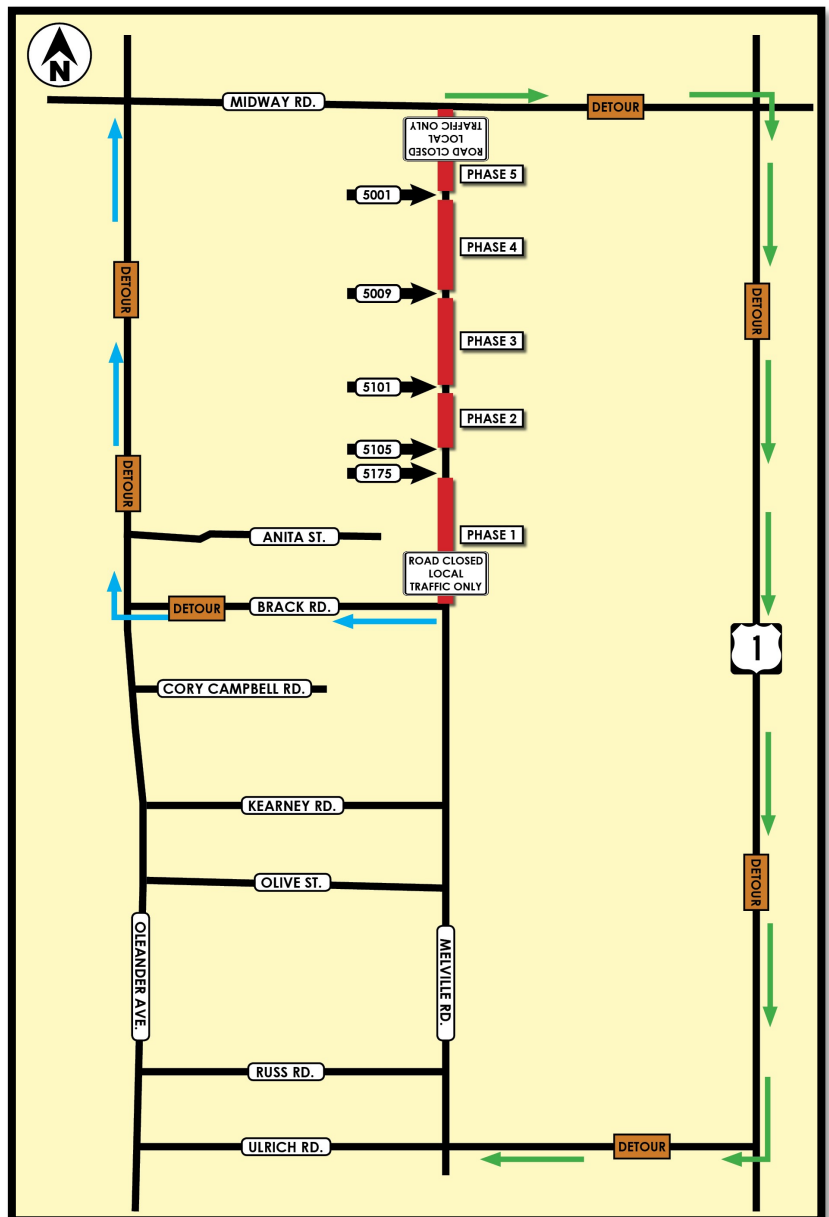 N
MIDWAY RD.
DETOUR
ROAD CLOSED
LOCAL
TRAFFIC ONLY
PHASE 5
5001
PHASE 4
DETOUR
DETOUR
5009
PHASE 3
5101
PHASE 2
5105
DETOUR
5175
ANITA ST.
PHASE 1
ROAD CLOSED
LOCAL
TRAFFIC ONLY
DETOUR
BRACK RD.
1
CORY CAMPBELL RD.
KEARNEY RD.
OLIVE ST.
DETOUR
OLEANDER AVE.
MELVILLE RD.
RUSS RD.
ULRICH RD.
DETOUR